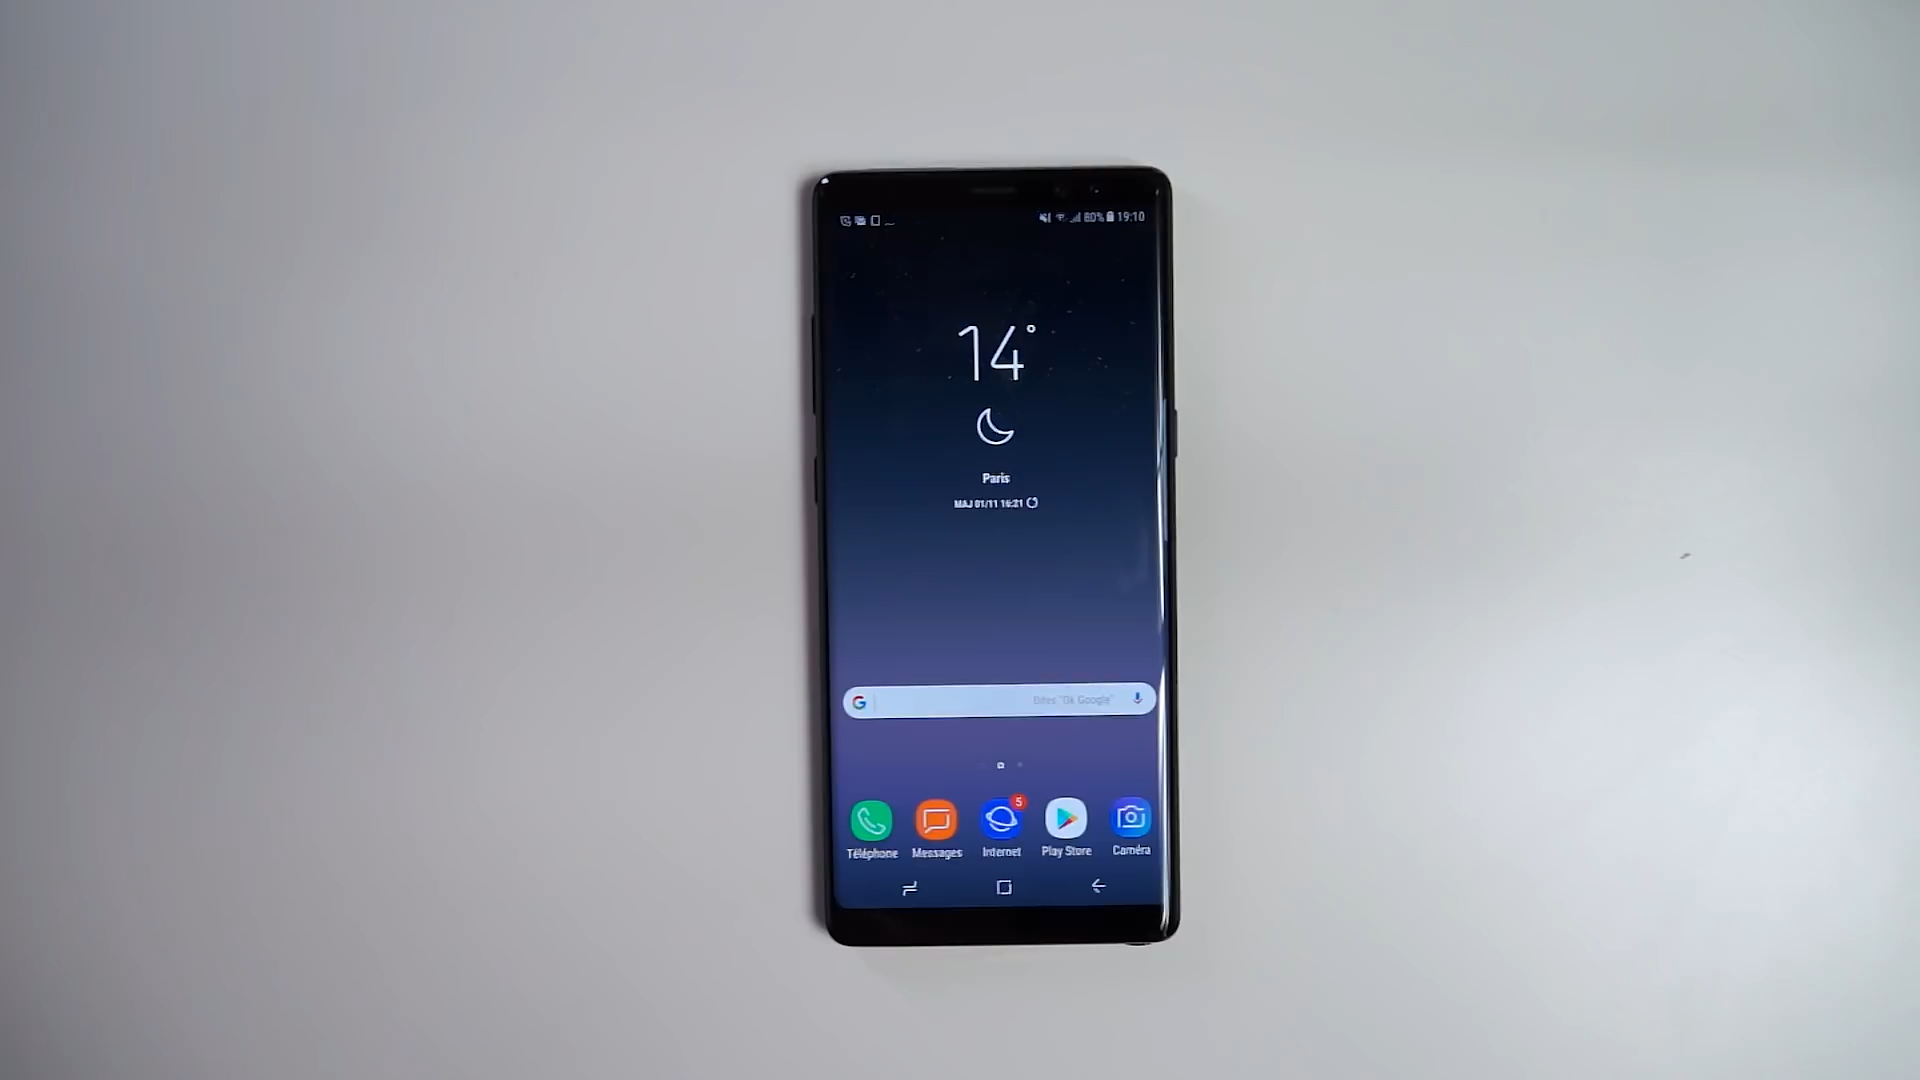 80% 19:10
14°
Paris
MAJ 01/11 16:21
G Dites "Ok Google"
5
Téléphone Messages Internet Play Store Caméra